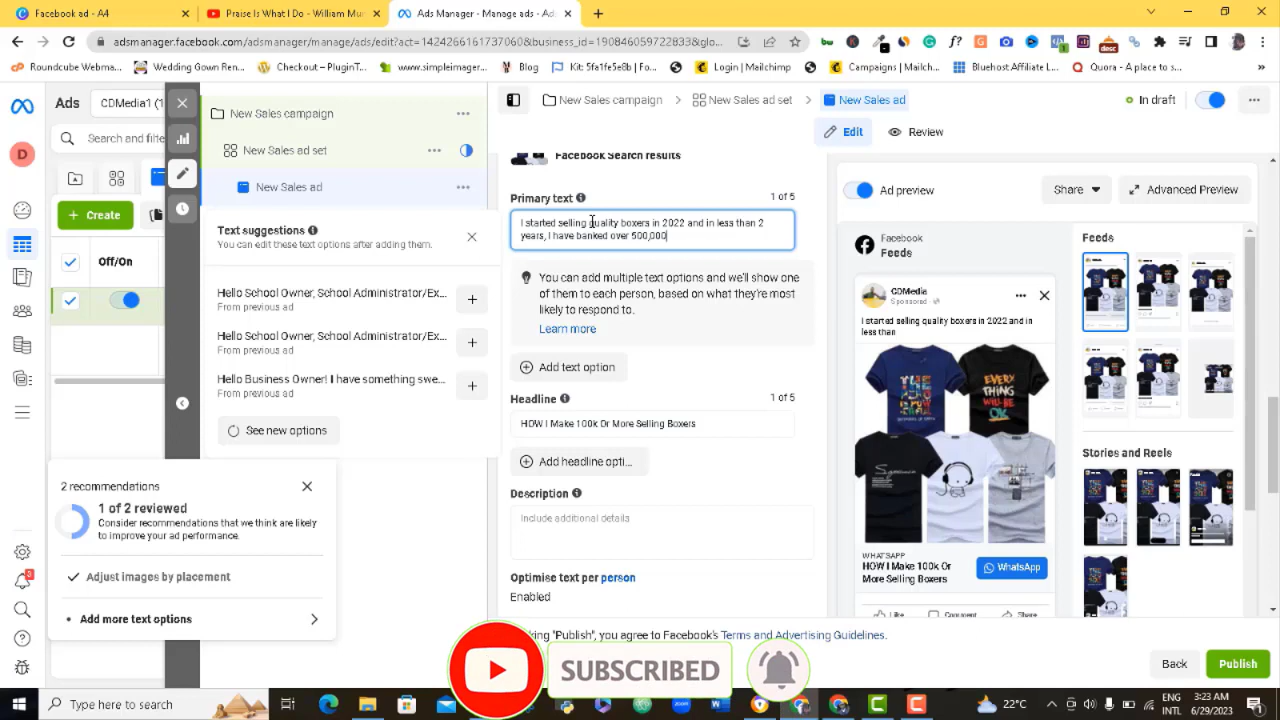 Facebook ad - A4
Praise Is What I Do - William Mu
Ads Manager - Manage ads - Ads
adsmanager.facebook.com/adsmanager/manage/ads/edit?act=1424266161737060&business_id=1908459722833&glo...
Roundcube Webma...
Wedding Gown Ren...
Checkout – PluginT...
www.simpleimager...
Blog
Kit: 5fa1fe5e8b | Fo...
Login | Mailchimp
Campaigns | Mailch...
Bluehost Affiliate L...
Quora - A place to s...
»
Ads
CDMedia1 (1
New Sales campaign
New Sales campaign
New Sales ad set
New Sales ad
In draft
Search and filt
New Sales ad set
Edit
Review
New Sales ad
Create
Facebook Search results
Primary text
1 of 5
Ad preview
Share
Advanced Preview
I started selling quality boxers in 2022 and in less than 2
years, I have banked over 500,000
Text suggestions
You can edit these text options after adding them.
Off/On
Hello School Owner, School Administrator/Ex...
From previous ad
Hello School Owner, School Administrator/Ex...
From previous ad
Hello Business Owner! I have something swe...
From previous ad
See new options
You can add multiple text options and we'll show one
of them to each person, based on what they're most
likely to respond to.
Learn more
Add text option
Headline
1 of 5
HOW I Make 100k Or More Selling Boxers
Add headline opti...
Description
Include additional details
Optimise text per person
Enabled
Facebook
Feeds
CDMedia
Sponsored
I started selling quality boxers in 2022 and in
less than
EVERY
THING
WILL BE
OK
WHATSAPP
HOW I Make 100k Or
More Selling Boxers
WhatsApp
Like
Comment
Share
Feeds
Stories and Reels
2 recommendations
1 of 2 reviewed
Consider recommendations that we think are likely
to improve your ad performance.
Adjust images by placement
Add more text options
king "Publish", you agree to Facebook's Terms and Advertising Guidelines.
Back
Publish
SUBSCRIBED
Type here to search
22°C
ENG
INTL
3:23 AM
6/29/2023